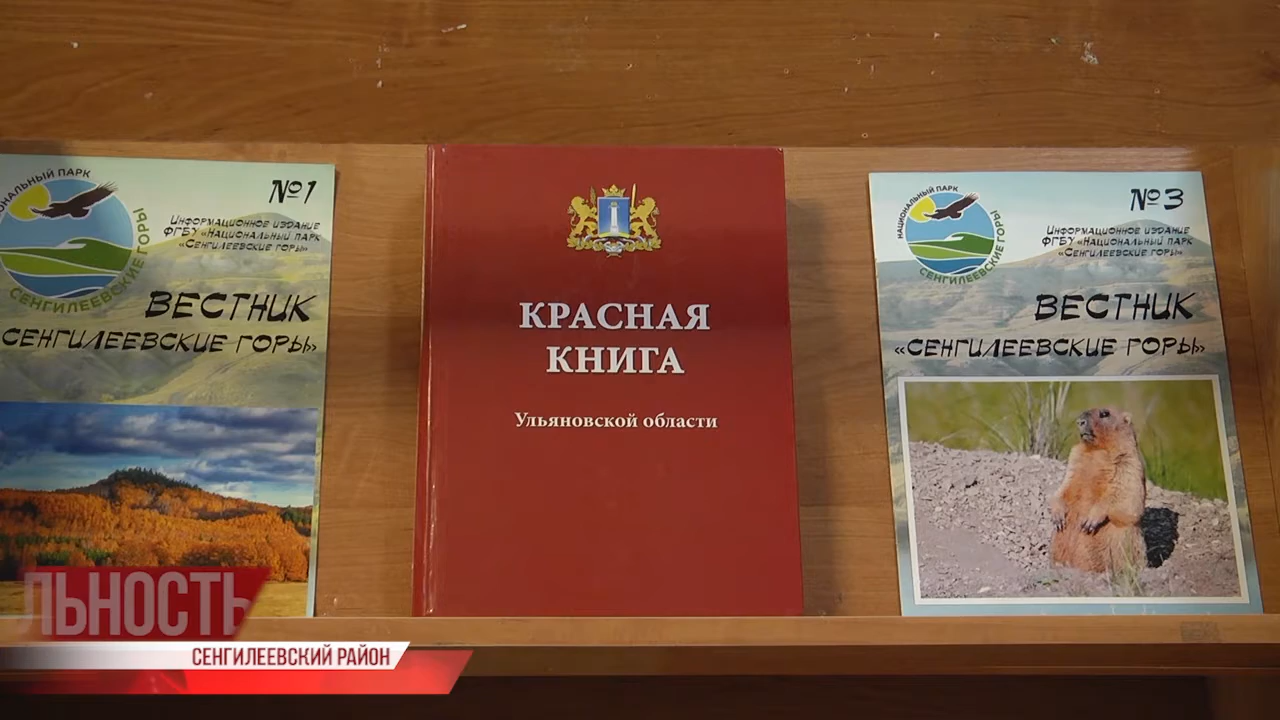 №1
ИОНАЛЬНЫЙ ПАРК
СЕНГИЛЕЕВСКИЕ ГОРЫ
Информационное издание
ФГБУ «Национальный парк
«Сенгилеевские горы»
Вестник
Сенгилеевские горы»
КРАСНАЯ
КНИГА
Ульяновской области
№3
НАЦИОНАЛЬНЫЙ ПАРК
СЕНГИЛЕЕВСКИЕ ГОРЫ
Информационное издание
ФГБУ «Национальный парк
«Сенгилеевские горы»
Вестник
«Сенгилеевские горы»
ЛЬНОСТЬ
СЕНГИЛЕЕВСКИЙ РАЙОН